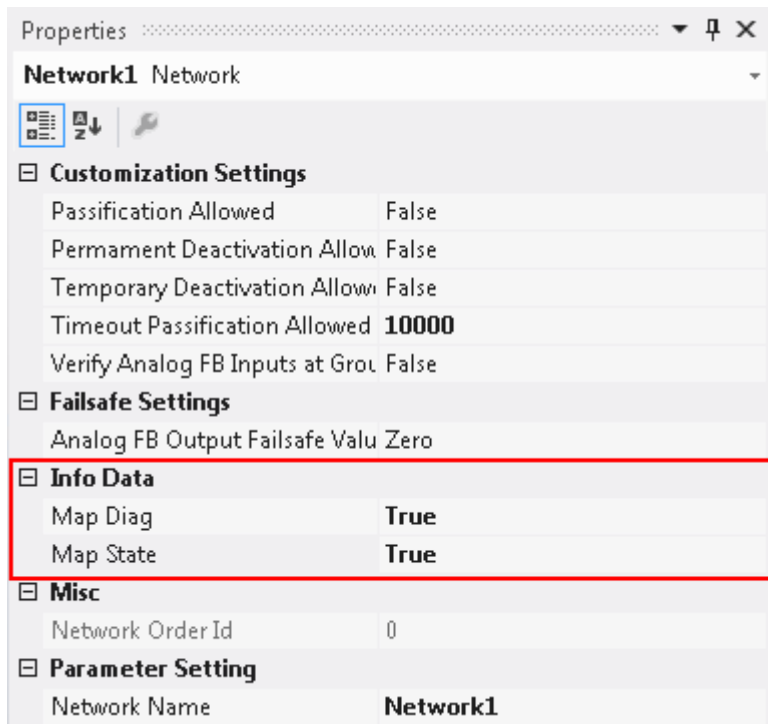 Properties
Network1 Network
Customization Settings
Passification Allowed False
Permament Deactivation Allow False
Temporary Deactivation Allow False
Timeout Passification Allowed 10000
Verify Analog FB Inputs at Grou False
Failsafe Settings
Analog FB Output Failsafe Valu Zero
Info Data
Map Diag True
Map State True
Misc
Network Order Id 0
Parameter Setting
Network Name Network1